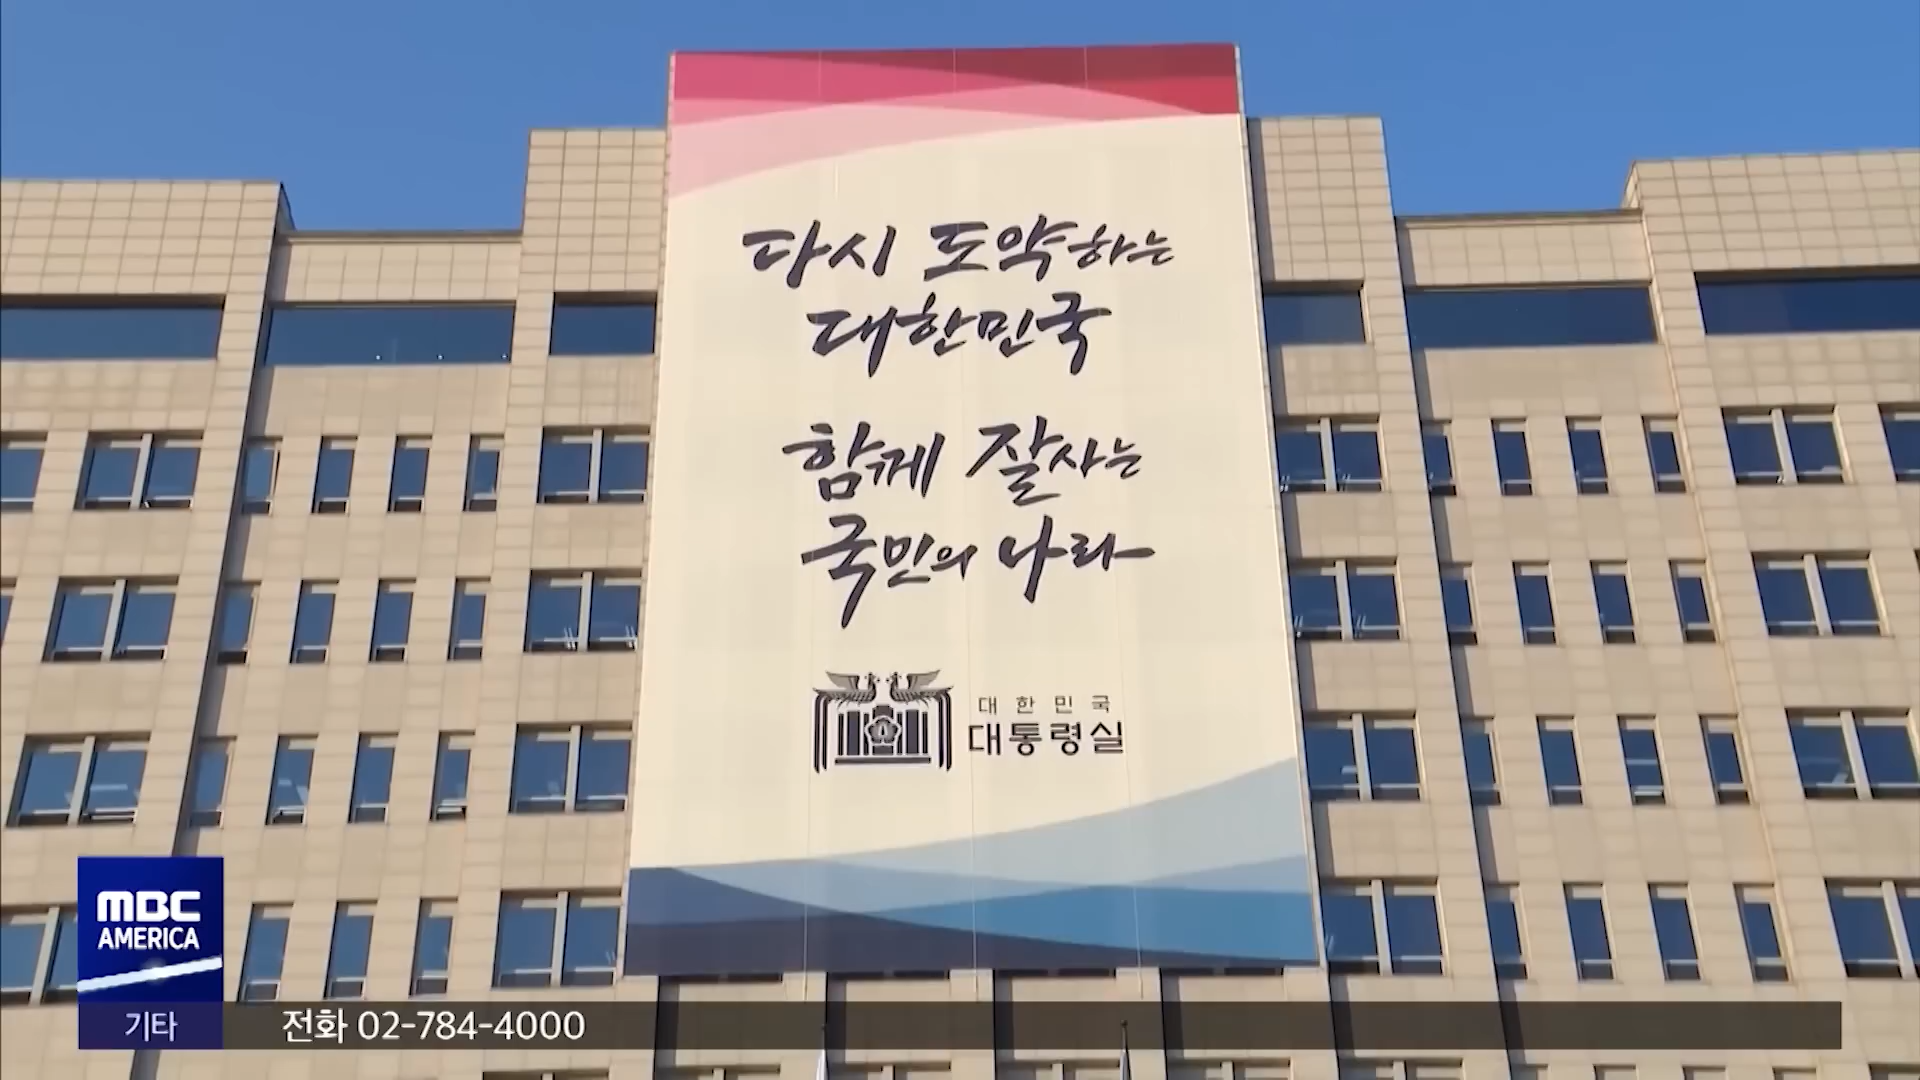 다시 도약하는
대한민국
함께 잘사는
국민의 나라
대한민국
대통령실
MBC
AMERICA
기타
전화 02-784-4000